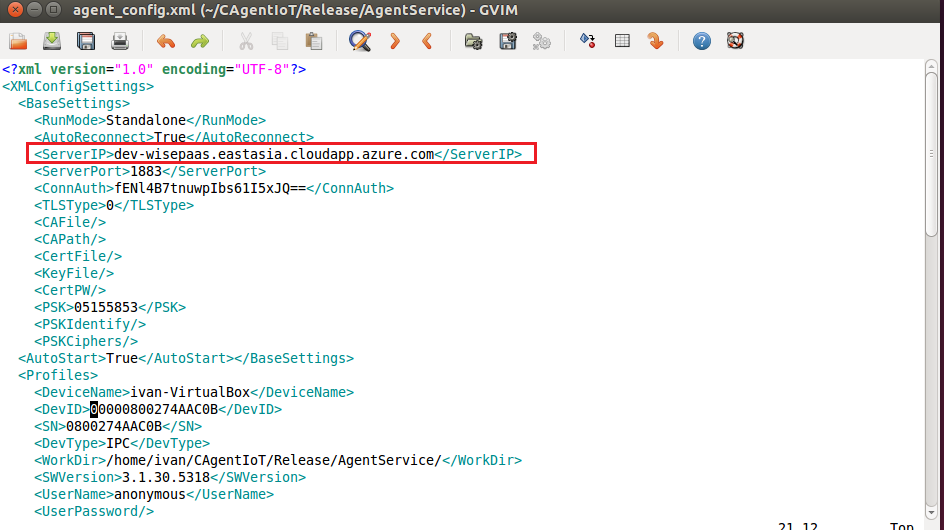 agent_config.xml (~/CAgentIoT/Release/AgentService) - GVIM
<?xml version="1.0" encoding="UTF-8"?>
<XMLConfigSettings>
<BaseSettings>
<RunMode>Standalone</RunMode>
<AutoReconnect>True</AutoReconnect>
<ServerIP>dev-wisepaas.eastasia.cloudapp.azure.com</ServerIP>
<ServerPort>1883</ServerPort>
<ConnAuth>fENl4B7tnuwpIbs61I5xJQ==</ConnAuth>
<TLSType>0</TLSType>
<CAFile/>
<CAPath/>
<CertFile/>
<KeyFile/>
<CertPW/>
<PSK>05155853</PSK>
<PSKIdentify/>
<PSKCiphers/>
<AutoStart>True</AutoStart></BaseSettings>
<Profiles>
<DeviceName>ivan-VirtualBox</DeviceName>
<DevID>00000800274AAC0B</DevID>
<SN>0800274AAC0B</SN>
<DevType>IPC</DevType>
<WorkDir>/home/ivan/CAgentIoT/Release/AgentService/</WorkDir>
<SWVersion>3.1.30.5318</SWVersion>
<UserName>anonymous</UserName>
<UserPassword/>
21,12 Top